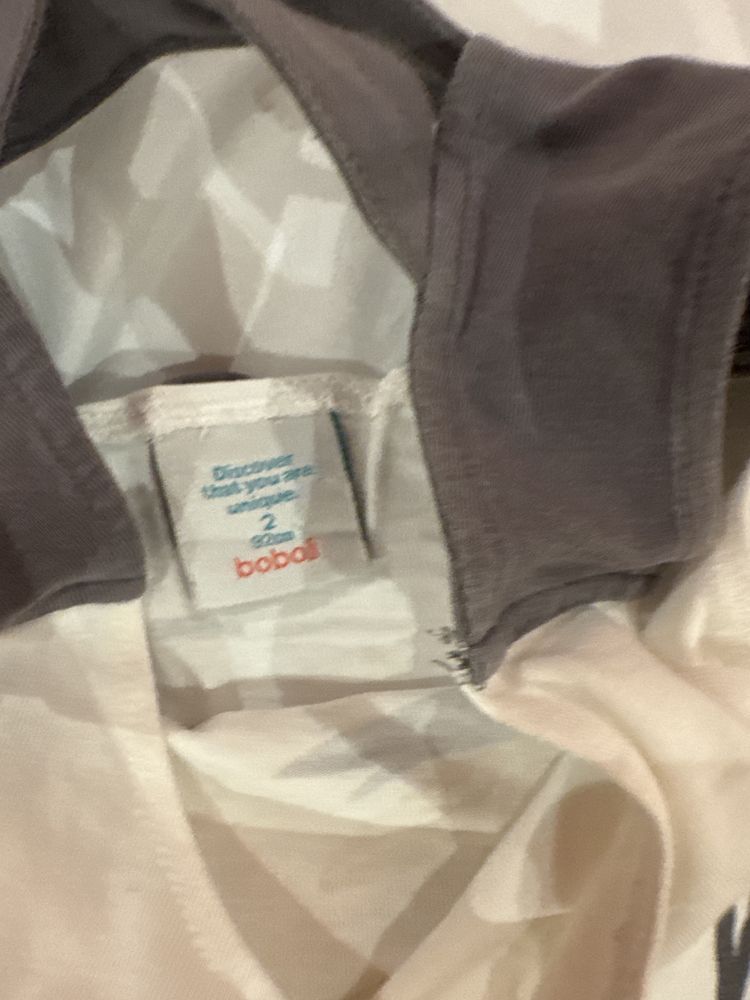 Discover
that you are
unique.
2
92cm
boboli